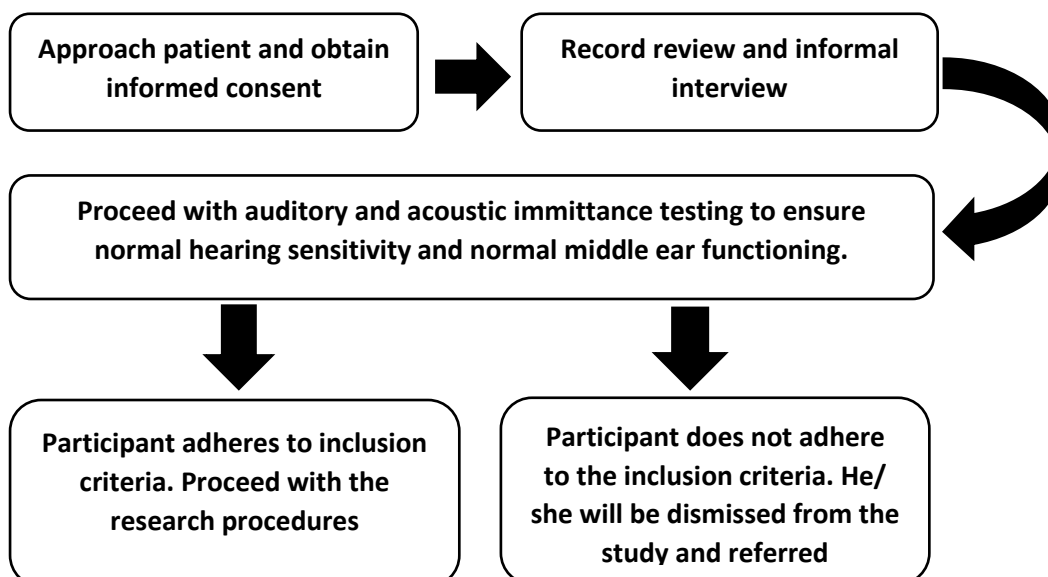 Approach patient and obtain
informed consent
Record review and informal
interview
Proceed with auditory and acoustic immittance testing to ensure
normal hearing sensitivity and normal middle ear functioning.
Participant adheres to inclusion
criteria. Proceed with the
research procedures
Participant does not adhere
to the inclusion criteria. He/
she will be dismissed from the
study and referred